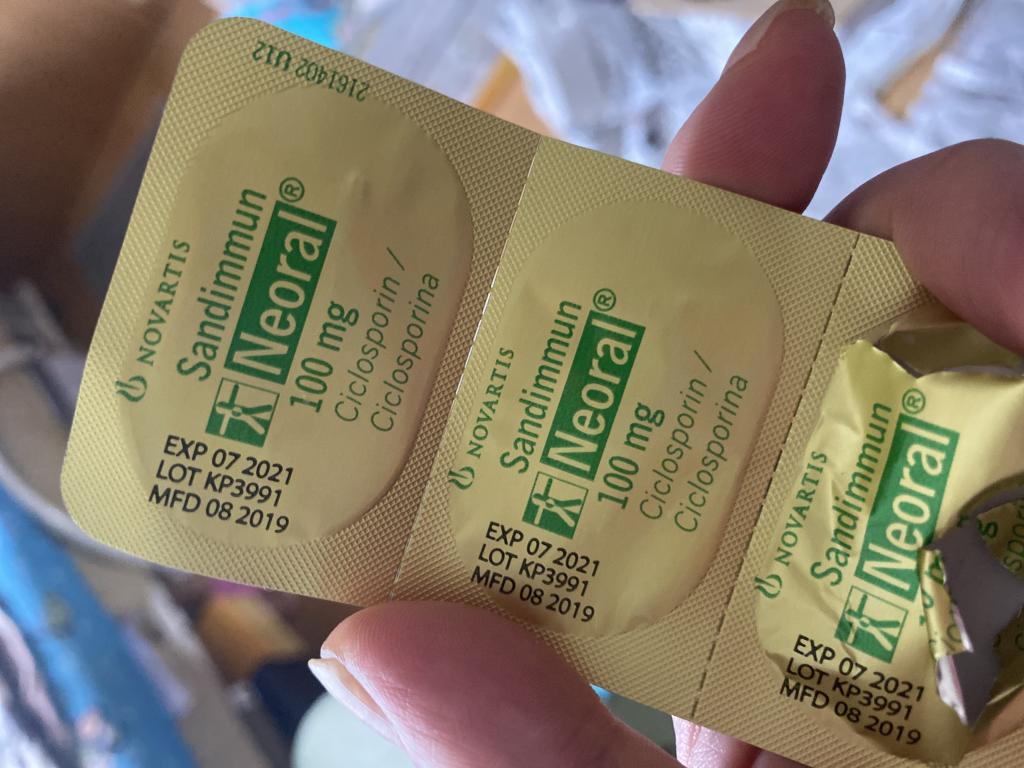 2161402 U12
NOVARTIS
Sandimmun
Neoral®
100 mg
Ciclosporin /
Ciclosporina
EXP 07 2021
LOT KP3991
MFD 08 2019
NOVARTIS
Sandimmun
Neoral®
100 mg
Ciclosporin /
Ciclosporina
EXP 07 2021
LOT KP3991
MFD 08 2019
NOVARTIS
Sandimmun
Neoral®
EXP 07 2021
LOT KP3991
MFD 08 2019